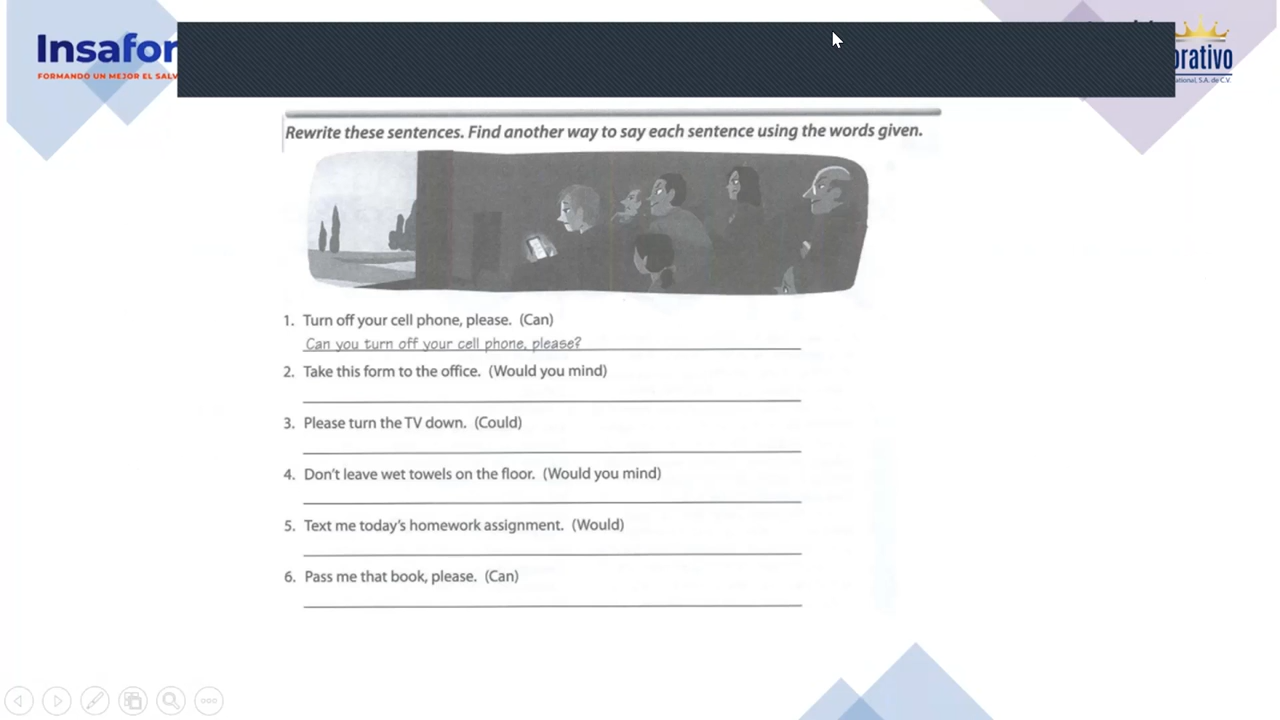 Insafor
FORMANDO UN MEJOR EL SALV
orativo
ational, S.A. de C.V.
Rewrite these sentences. Find another way to say each sentence using the words given.
1. Turn off your cell phone, please. (Can)
Can you turn off your cell phone, please?
2. Take this form to the office. (Would you mind)
3. Please turn the TV down. (Could)
4. Don't leave wet towels on the floor. (Would you mind)
5. Text me today's homework assignment. (Would)
6. Pass me that book, please. (Can)